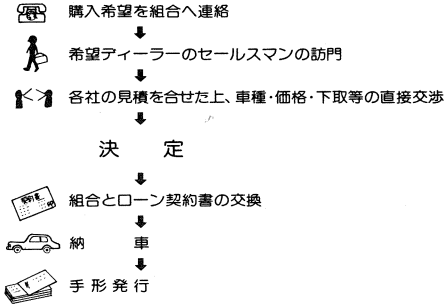 購入希望を組合へ連絡
希望ディーラーのセールスマンの訪問
各社の見積を合せた上、車種・価格・下取等の直接交渉
決定
組合とローン契約書の交換
納車
手形発行